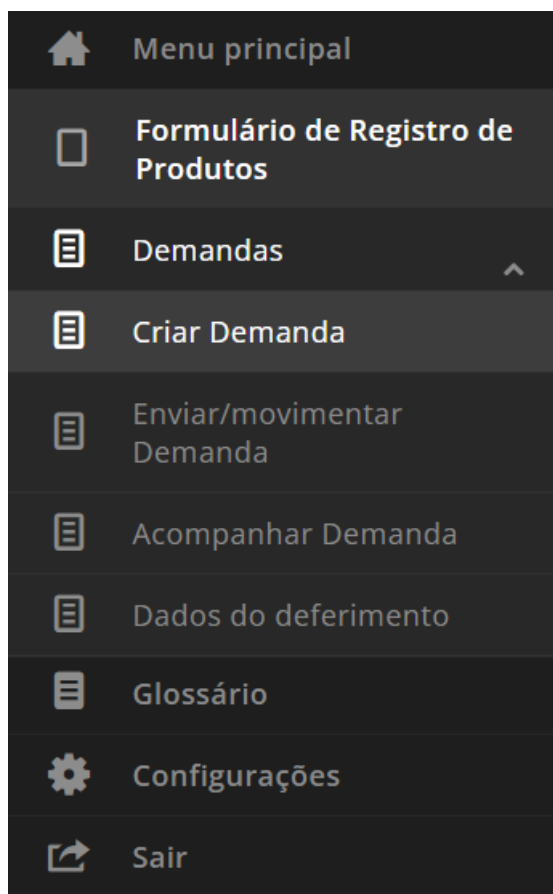 Menu principal
Formulário de Registro de
Produtos
Demandas
Criar Demanda
Enviar/movimentar
Demanda
Acompanhar Demanda
Dados do deferimento
Glossário
Configurações
Sair